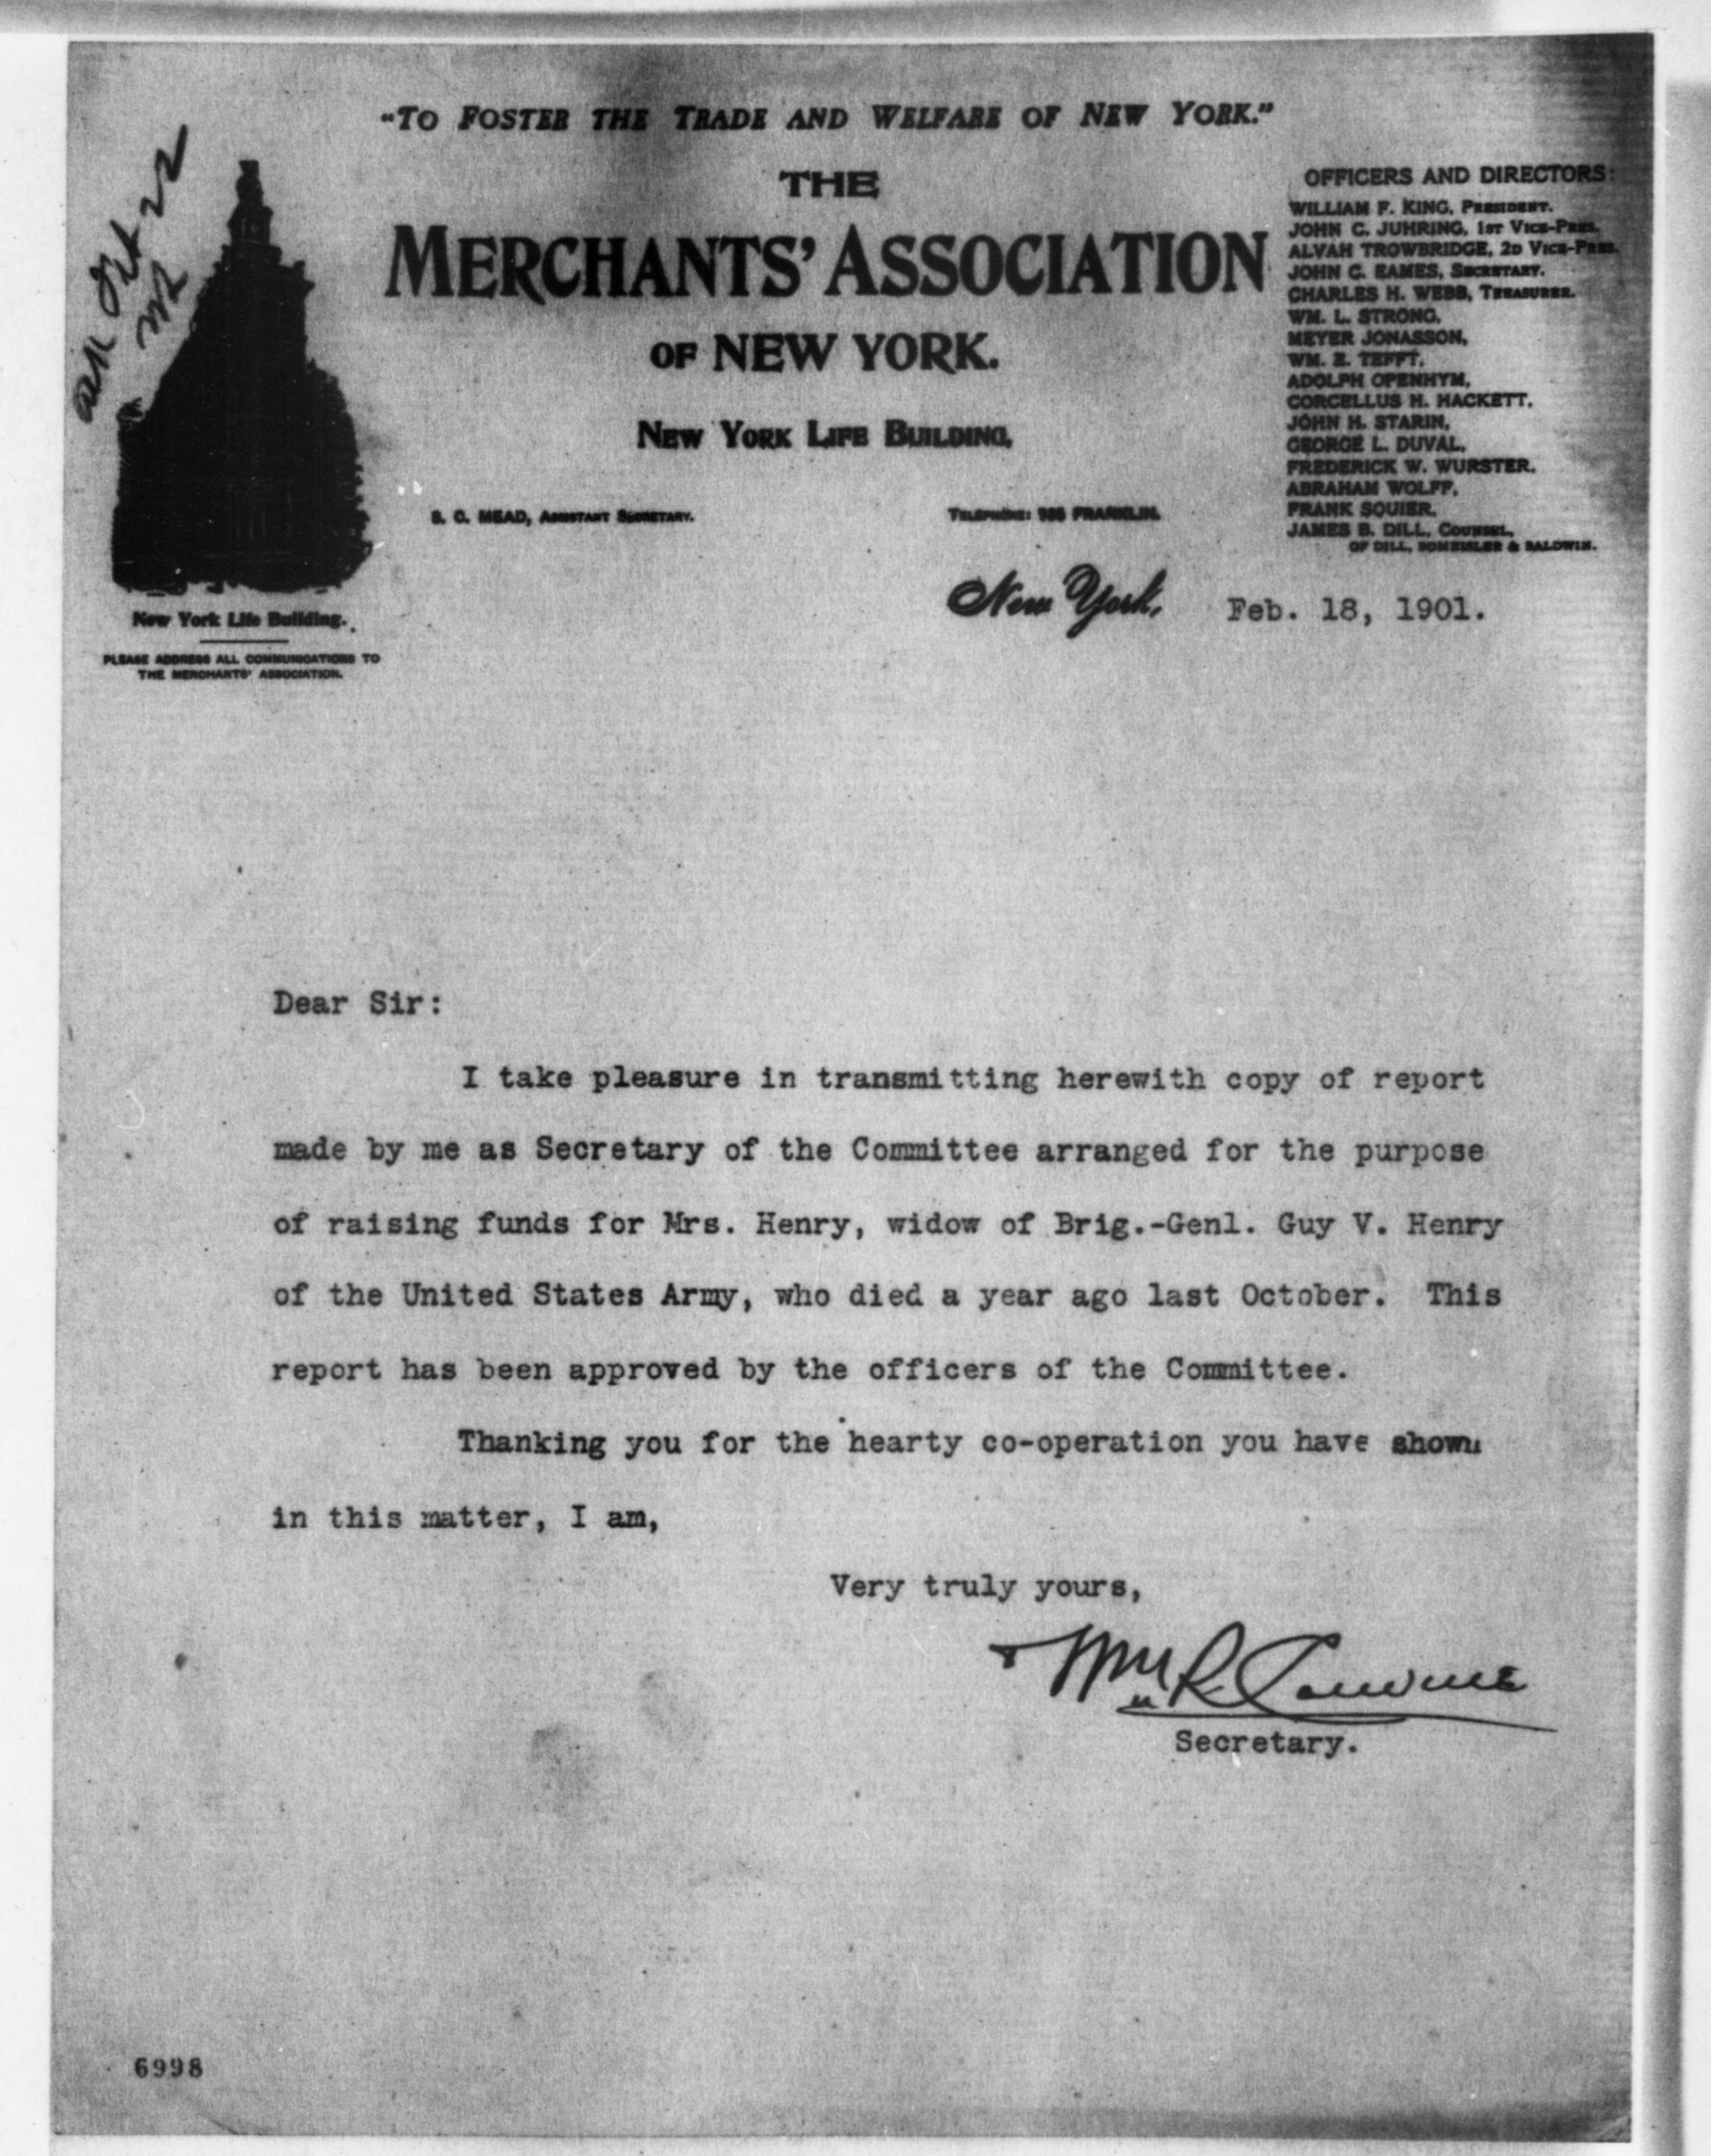 "TO FOSTER THE TRADE AND WELFARE OF NEW YORK."
THE
MERCHANTS' ASSOCIATION
OF NEW YORK.
NEW YORK LIFE BUILDING,
S. C. MEAD, ASSISTANT SECRETARY.
TELEPHONE: FRANKLIN.
OFFICERS AND DIRECTORS:
WILLIAM F. KING, PRESIDENT.
JOHN C. JUHRING, 1ST VICE-PRES.
ALVAH TROWBRIDGE, 2D VICE-PRES.
JOHN C. EAMES, SECRETARY.
CHARLES H. WEBB, TREASURER.
WM. L. STRONG,
MEYER JONASSON,
WM. E. TEFFT,
ADOLPH OPENHYM,
CORCELLUS H. HACKETT,
JOHN H. STARIN,
GEORGE L. DUVAL,
FREDERICK W. WURSTER,
ABRAHAM WOLFF,
FRANK SQUIER,
JAMES B. DILL, COUNSEL,
OF DILL, & BALDWIN.
New York Life Building.
PLEASE ADDRESS ALL COMMUNICATIONS TO
THE MERCHANTS' ASSOCIATION.
New York, Feb. 18, 1901.
Dear Sir:
I take pleasure in transmitting herewith copy of report
made by me as Secretary of the Committee arranged for the purpose
of raising funds for Mrs. Henry, widow of Brig.-Genl. Guy V. Henry
of the United States Army, who died a year ago last October. This
report has been approved by the officers of the Committee.
Thanking you for the hearty co-operation you have shown
in this matter, I am,
Very truly yours,
Wm R Corwine
Secretary.
6998